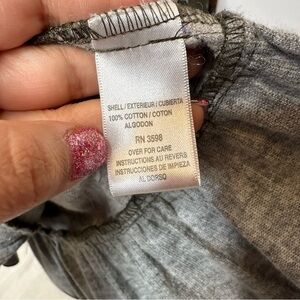 SHELL / EXTERIEUR / CUBIERTA
100% COTTON / COTON
ALGODON
RN 3598
OVER FOR CARE
INSTRUCTIONS AU REVERS
INSTRUCCIONES DE IMPIEZA
AL DORSO